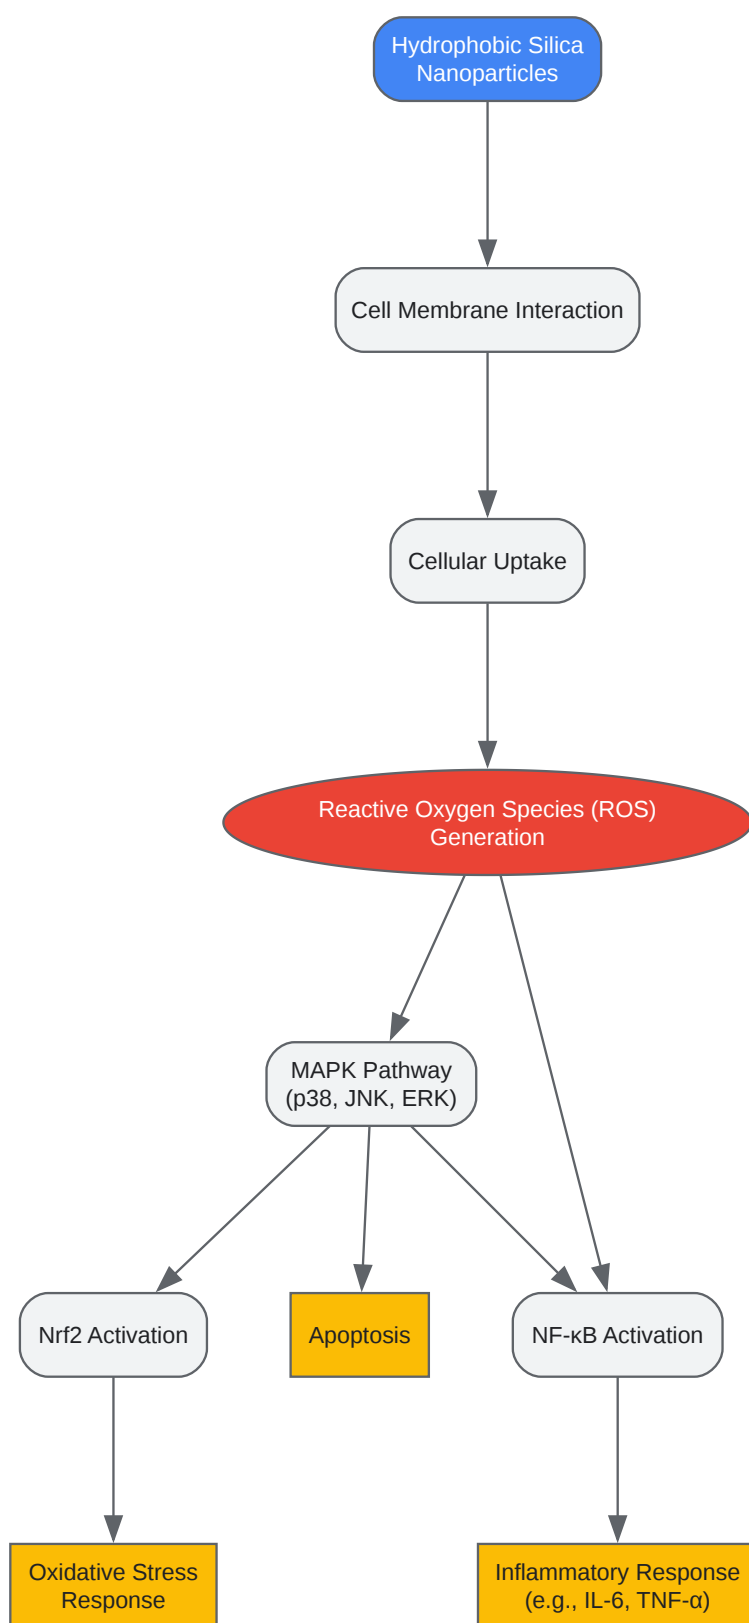 Hydrophobic Silica
Nanoparticles
Cell Membrane Interaction
Cellular Uptake
Reactive Oxygen Species (ROS)
Generation
MAPK Pathway
(p38, JNK, ERK)
Nrf2 Activation
Apoptosis
NF-κB Activation
Oxidative Stress
Response
Inflammatory Response
(e.g., IL-6, TNF-α)